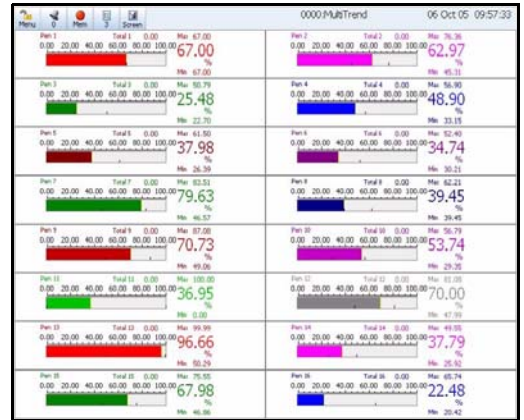 Menu 0 Mem 3 Screen 0000:MultiTrend 06 Oct 05 09:57:33
Pen 1 Total 1 0.00 Max 67.00
0.00 20.00 40.00 60.00 80.00 100.00 67.00
%
Min 67.00
Pen 2 Total 2 0.00 Max 76.36
0.00 20.00 40.00 60.00 80.00 100.00 62.97
%
Min 45.31
Pen 3 Total 3 0.00 Max 50.79
0.00 20.00 40.00 60.00 80.00 100.00 25.48
%
Min 22.70
Pen 4 Total 4 0.00 Max 56.90
0.00 20.00 40.00 60.00 80.00 100.00 48.90
%
Min 33.15
Pen 5 Total 5 0.00 Max 61.50
0.00 20.00 40.00 60.00 80.00 100.00 37.98
%
Min 26.39
Pen 6 Total 6 0.00 Max 52.40
0.00 20.00 40.00 60.00 80.00 100.00 34.74
%
Min 30.21
Pen 7 Total 7 0.00 Max 83.51
0.00 20.00 40.00 60.00 80.00 100.00 79.63
%
Min 46.57
Pen 8 Total 8 0.00 Max 62.21
0.00 20.00 40.00 60.00 80.00 100.00 39.45
%
Min 39.45
Pen 9 Total 9 0.00 Max 87.08
0.00 20.00 40.00 60.00 80.00 100.00 70.73
%
Min 49.06
Pen 10 Total 10 0.00 Max 56.79
0.00 20.00 40.00 60.00 80.00 100.00 53.74
%
Min 29.35
Pen 11 Total 11 0.00 Max 100.00
0.00 20.00 40.00 60.00 80.00 100.00 36.95
%
Min 0.00
Pen 12 Total 12 0.00 Max 81.08
0.00 20.00 40.00 60.00 80.00 100.00 70.00
%
Min 47.99
Pen 13 Total 13 0.00 Max 99.99
0.00 20.00 40.00 60.00 80.00 100.00 96.66
%
Min 50.29
Pen 14 Total 14 0.00 Max 49.55
0.00 20.00 40.00 60.00 80.00 100.00 37.79
%
Min 25.92
Pen 15 Total 15 0.00 Max 75.55
0.00 20.00 40.00 60.00 80.00 100.00 67.98
%
Min 46.86
Pen 16 Total 16 0.00 Max 65.74
0.00 20.00 40.00 60.00 80.00 100.00 22.48
%
Min 20.42